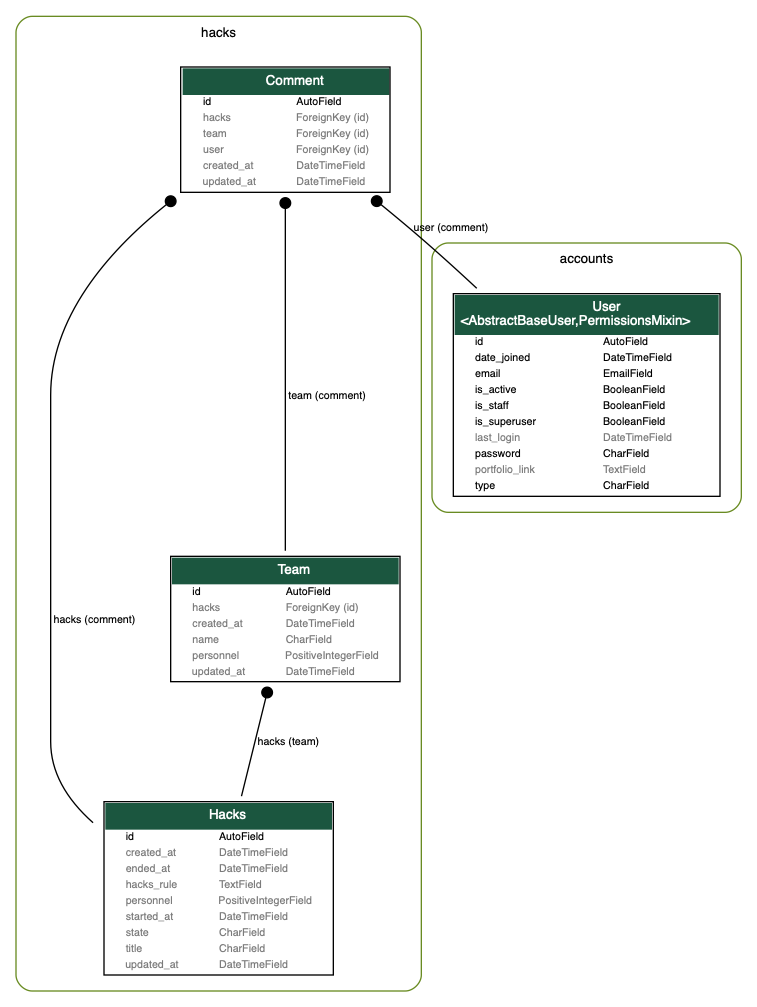 hacks
Comment
id AutoField
hacks ForeignKey (id)
team ForeignKey (id)
user ForeignKey (id)
created_at DateTimeField
updated_at DateTimeField
user (comment)
accounts
User
<AbstractBaseUser,PermissionsMixin>
id AutoField
date_joined DateTimeField
email EmailField
is_active BooleanField
is_staff BooleanField
is_superuser BooleanField
last_login DateTimeField
password CharField
portfolio_link TextField
type CharField
team (comment)
Team
id AutoField
hacks ForeignKey (id)
created_at DateTimeField
name CharField
personnel PositiveIntegerField
updated_at DateTimeField
hacks (comment)
hacks (team)
Hacks
id AutoField
created_at DateTimeField
ended_at DateTimeField
hacks_rule TextField
personnel PositiveIntegerField
started_at DateTimeField
state CharField
title CharField
updated_at DateTimeField